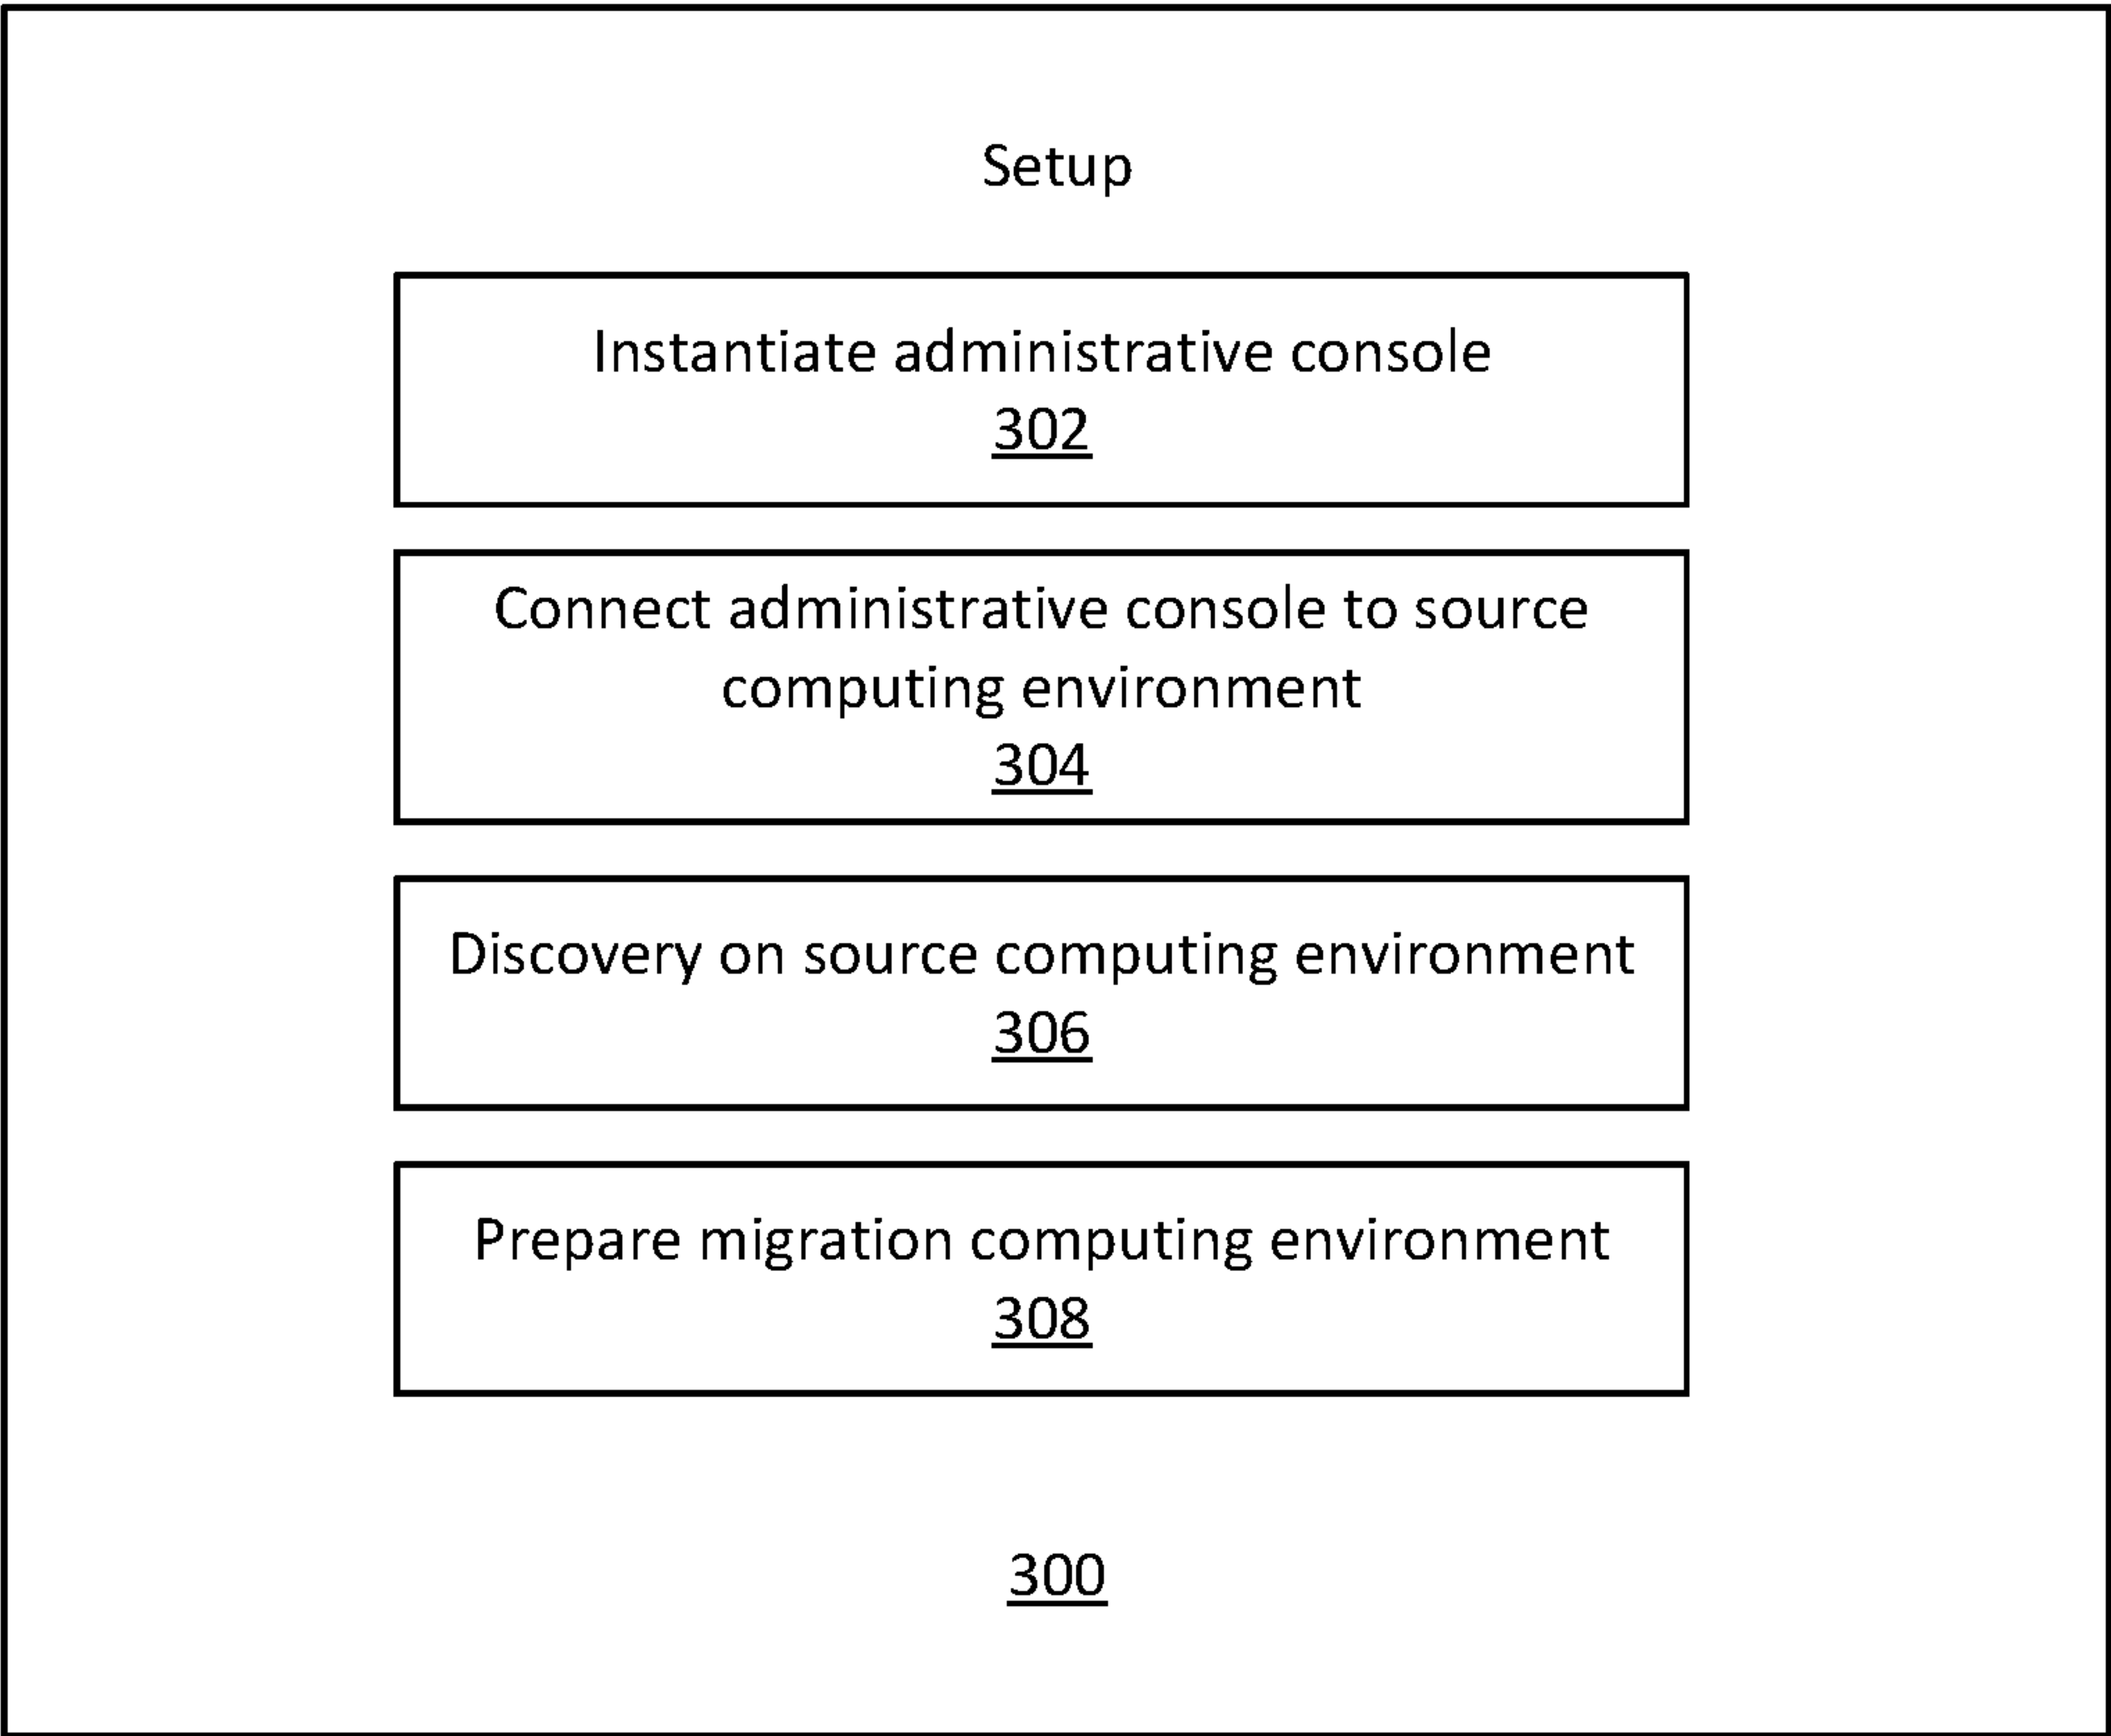 Setup
Instantiate administrative console
302
Connect administrative console to source
computing environment
304
Discovery on source computing environment
306
Prepare migration computing environment
308
300